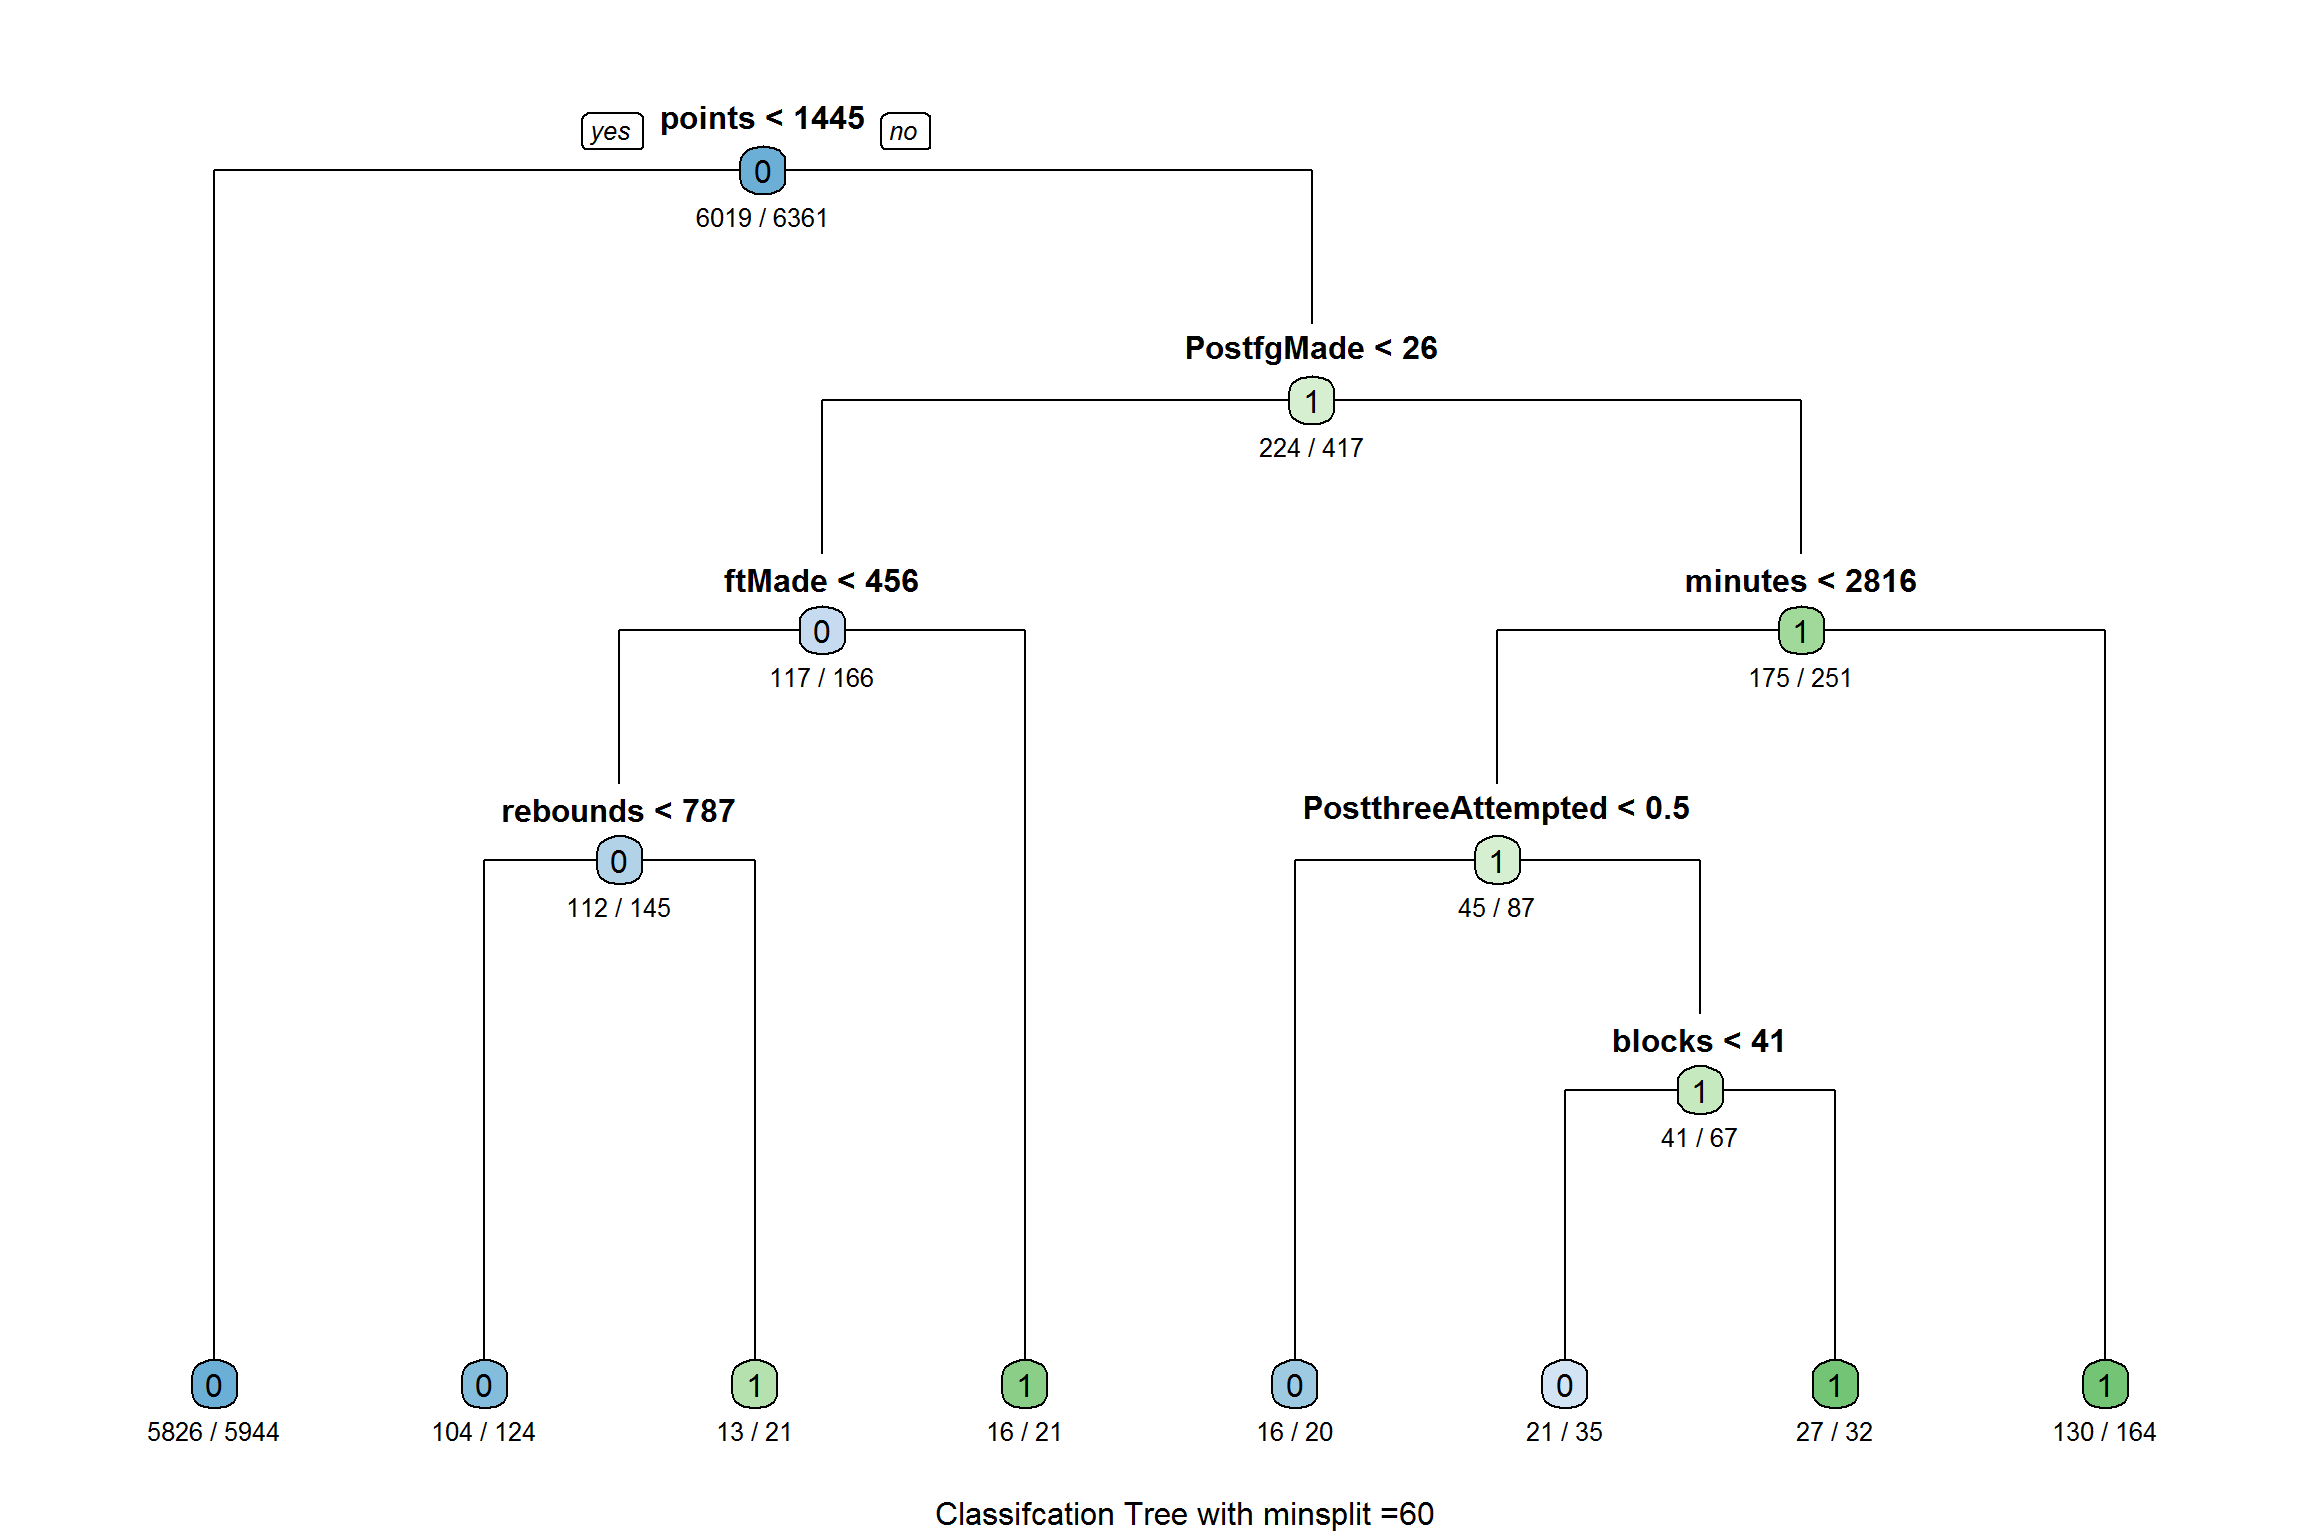 yes points < 1445 no
0
6019 / 6361
PostfgMade < 26
1
224 / 417
ftMade < 456 minutes < 2816
0 1
117 / 166 175 / 251
rebounds < 787 PostthreeAttempted < 0.5
0 1
112 / 145 45 / 87
blocks < 41
1
41 / 67
0 0 1 1 0 0 1 1
5826 / 5944 104 / 124 13 / 21 16 / 21 16 / 20 21 / 35 27 / 32 130 / 164
Classifcation Tree with minsplit =60